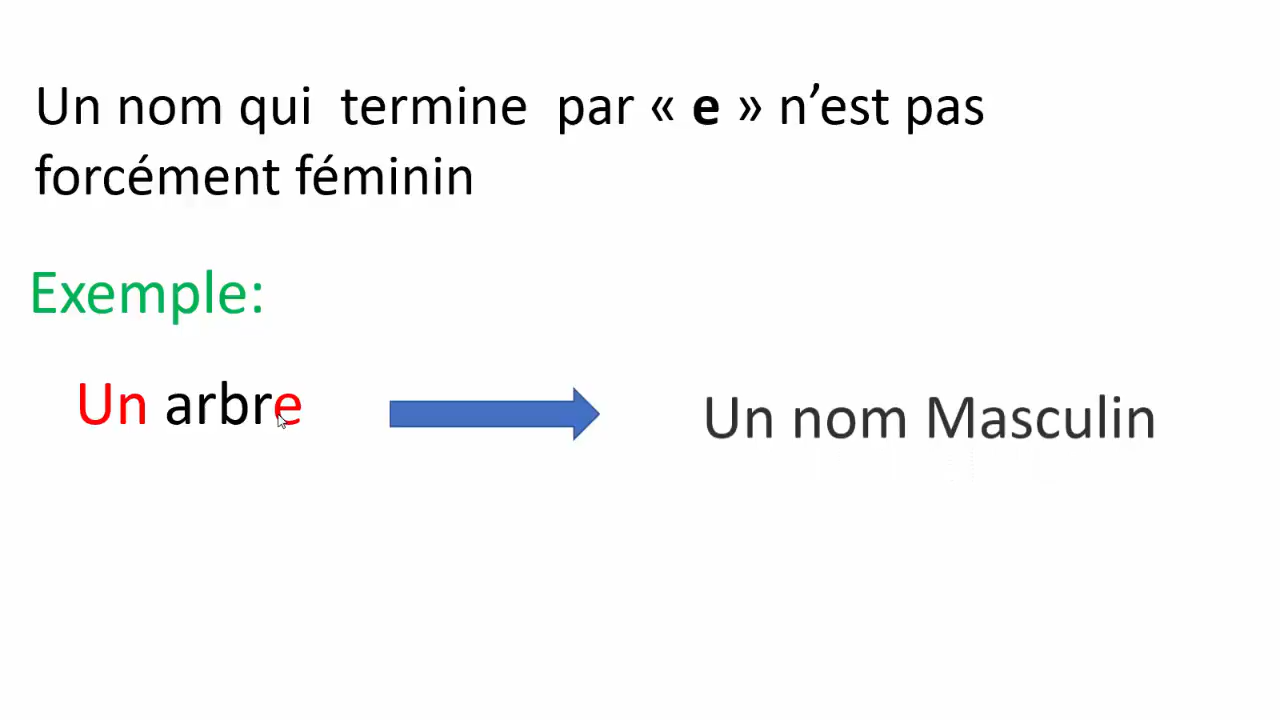 Un nom qui termine par « e » n’est pas
forcément féminin
Exemple:
Un arbre
Un nom Masculin